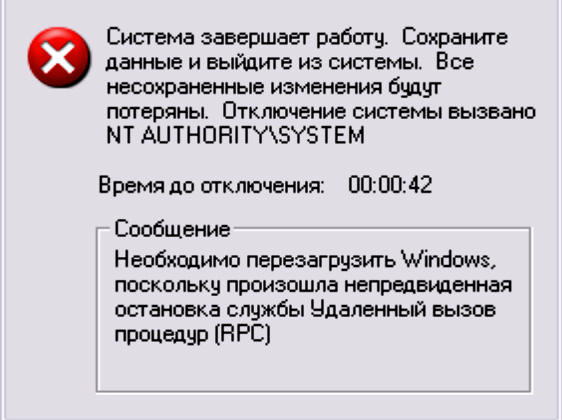 Система завершает работу.  Сохраните
данные и выйдите из системы.  Все
несохраненные изменения будут
потеряны.  Отключение системы вызвано
NT AUTHORITY\SYSTEM
Время до отключения:   00:00:42
Сообщение
Необходимо перезагрузить Windows,
поскольку произошла непредвиденная
остановка службы Удаленный вызов
процедур (RPC)